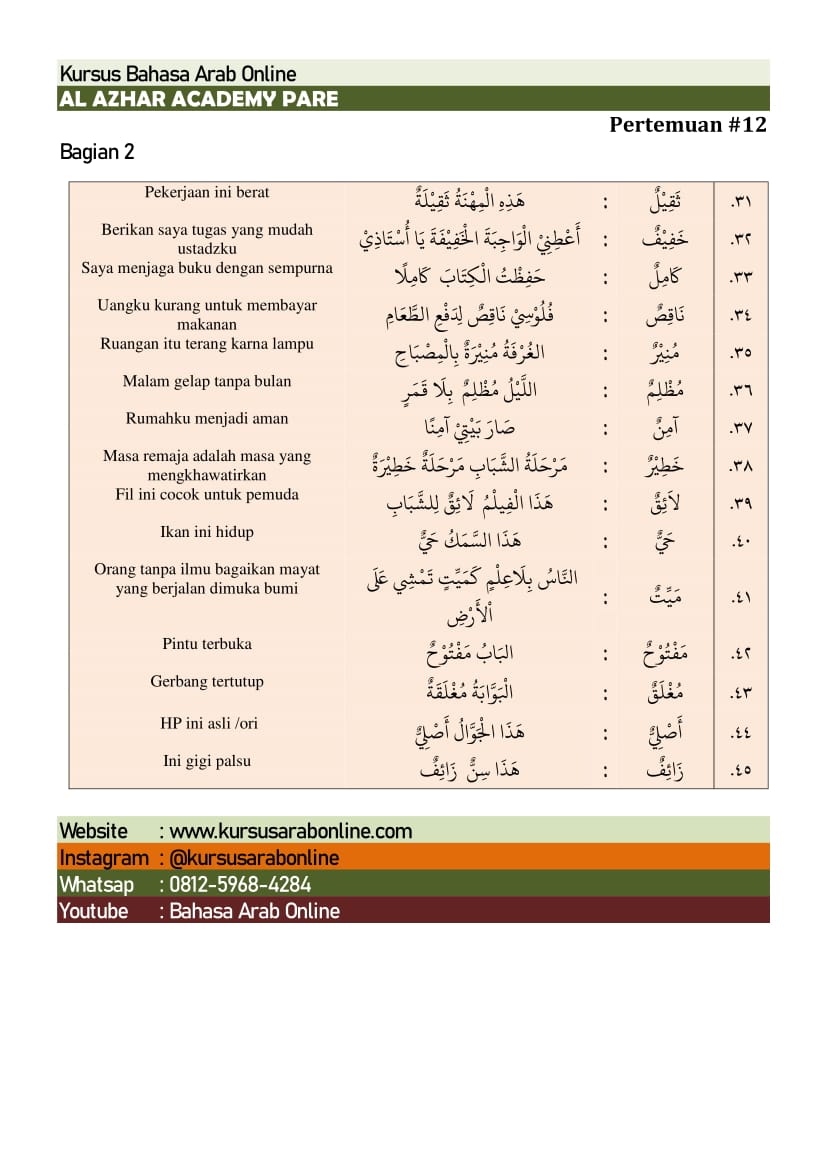 Kursus Bahasa Arab Online
AL AZHAR ACADEMY PARE
Pertemuan #12
Bagian 2
٣١. ثَقِيْلٌ : هَذِهِ الْمِهْنَةُ ثَقِيْلَةٌ Pekerjaan ini berat
٣٢. خَفِيْفٌ : أَعْطِنِيْ الْوَاجِبَةَ الْخَفِيْفَةَ يَا أُسْتَاذِيْ Berikan saya tugas yang mudah
ustadzku
٣٣. كَامِلٌ : حَفِظْتُ الْكِتَابَ كَامِلًا Saya menjaga buku dengan sempurna
٣٤. نَاقِصٌ : فُلُوْسِيْ نَاقِصٌ لِدَفْعِ الطَّعَامِ Uangku kurang untuk membayar
makanan
٣٥. مُنِيْرٌ : الغُرْفَةُ مُنِيْرَةٌ بِالْمِصْبَاحِ Ruangan itu terang karna lampu
٣٦. مُظْلِمٌ : اللَّيْلُ مُظْلِمٌ بِلَا قَمَرٍ Malam gelap tanpa bulan
٣٧. آمِنٌ : صَارَ بَيْتِيْ آمِنًا Rumahku menjadi aman
٣٨. خَطِيْرٌ : مَرْحَلَةُ الشَّبَابِ مَرْحَلَةٌ خَطِيْرَةٌ Masa remaja adalah masa yang
mengkhawatirkan
٣٩. لاَئِقٌ : هَذَا الْفِيلْمُ لَائِقٌ لِلشَّبَابِ Fil ini cocok untuk pemuda
٤٠. حَيٌّ : هَذَا السَّمَكُ حَيٌّ Ikan ini hidup
٤١. مَيِّتٌ : النَّاسُ بِلَاعِلْمٍ كَمَيِّتٍ تَمْشِي عَلَى Orang tanpa ilmu bagaikan mayat
اْلأَرْضِ yang berjalan dimuka bumi
٤٢. مَفْتُوْحٌ : البَابُ مَفْتُوْحٌ Pintu terbuka
٤٣. مُغْلَقٌ : الْبَوَّابَةُ مُغْلَقَةٌ Gerbang tertutup
٤٤. أَصْلِيٌّ : هَذَا الْجَوَّالُ أَصْلِيٌّ HP ini asli /ori
٤٥. زَائِفٌ : هَذَا سِنٌّ زَائِفٌ Ini gigi palsu
Website : www.kursusarabonline.com
Instagram : @kursusarabonline
Whatsap : 0812-5968-4284
Youtube : Bahasa Arab Online